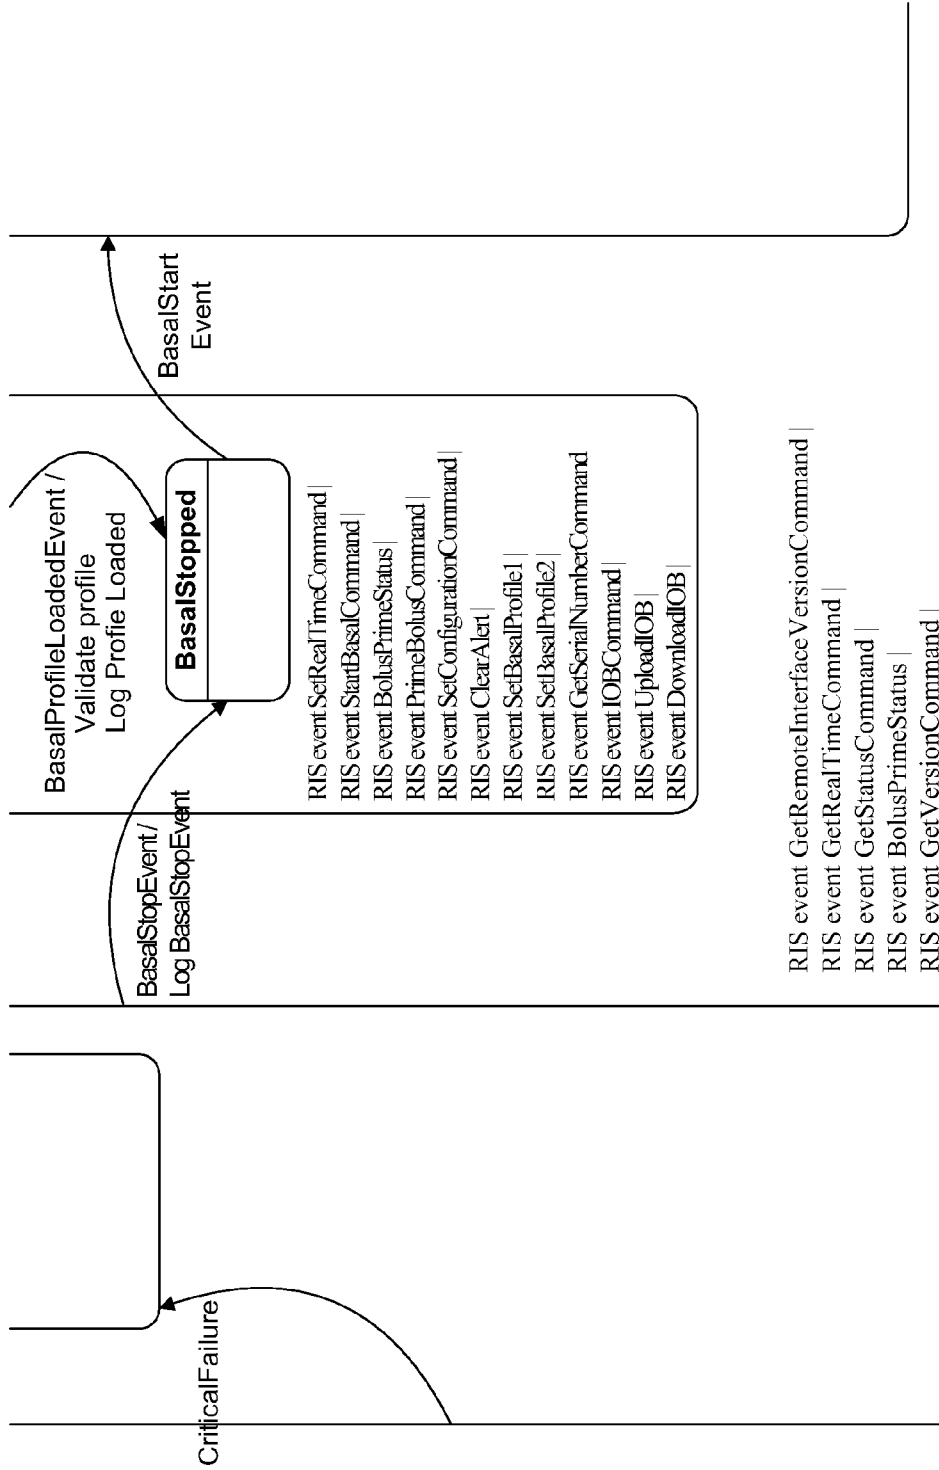 BasalProfileLoadedEvent /
Validate profile
Log Profie Loaded
BasalStopped
BasalStart
Event
BasalStopEvent /
Log BasalStopEvent
RIS event SetRealTimeCommand |
RIS event StartBasalCommand |
RIS event BolusPrimeStatus |
RIS event PrimeBolusCommand |
RIS event SetConfigurationCommand |
RIS event ClearAlert |
RIS event SetBasalProfile1 |
RIS event SetBasalProfile2 |
RIS event GetSerialNumberCommand
RIS event IOBCommand |
RIS event UploadIOB |
RIS event DownloadIOB |
CriticalFailure
RIS event GetRemoteInterfaceVersionCommand |
RIS event GetRealTimeCommand |
RIS event GetStatusCommand |
RIS event BolusPrimeStatus |
RIS event GetVersionCommand |